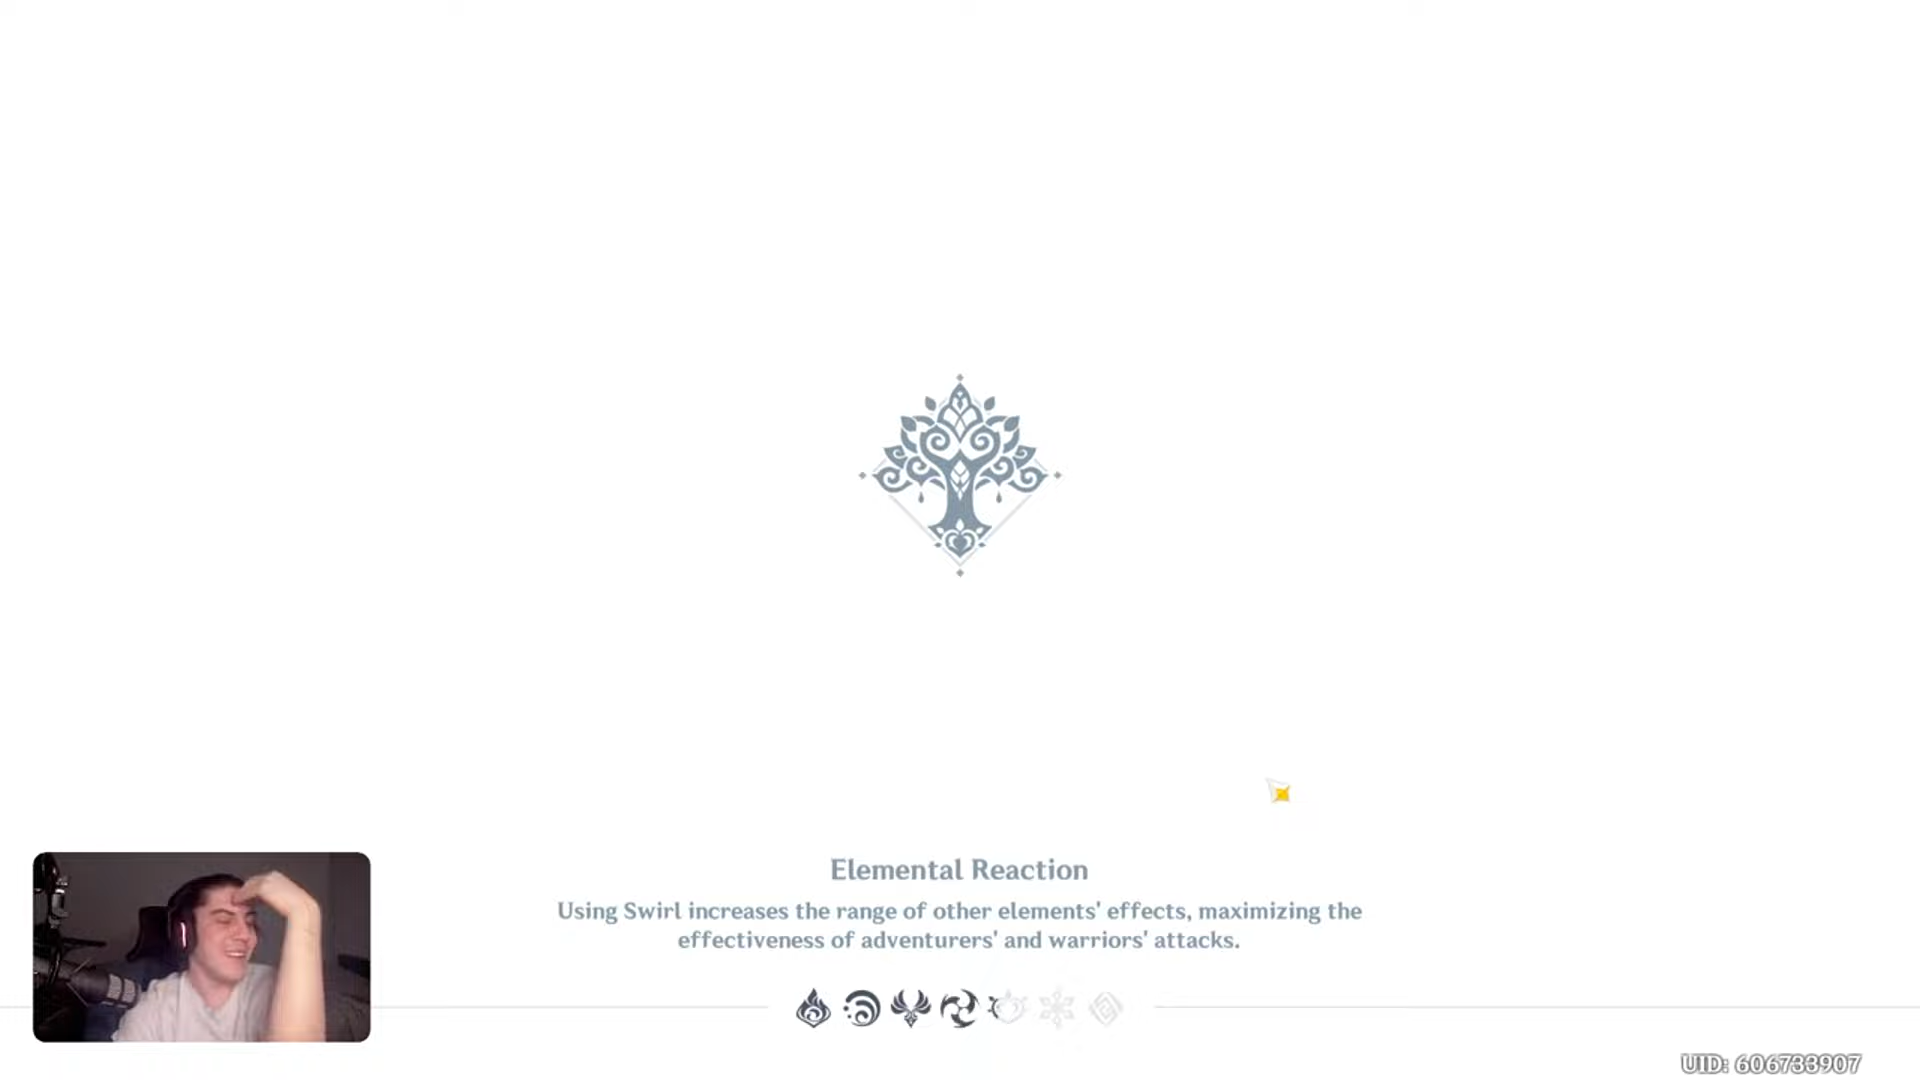 Elemental Reaction
Using Swirl increases the range of other elements' effects, maximizing the
effectiveness of adventurers' and warriors' attacks.
UID: 606733907